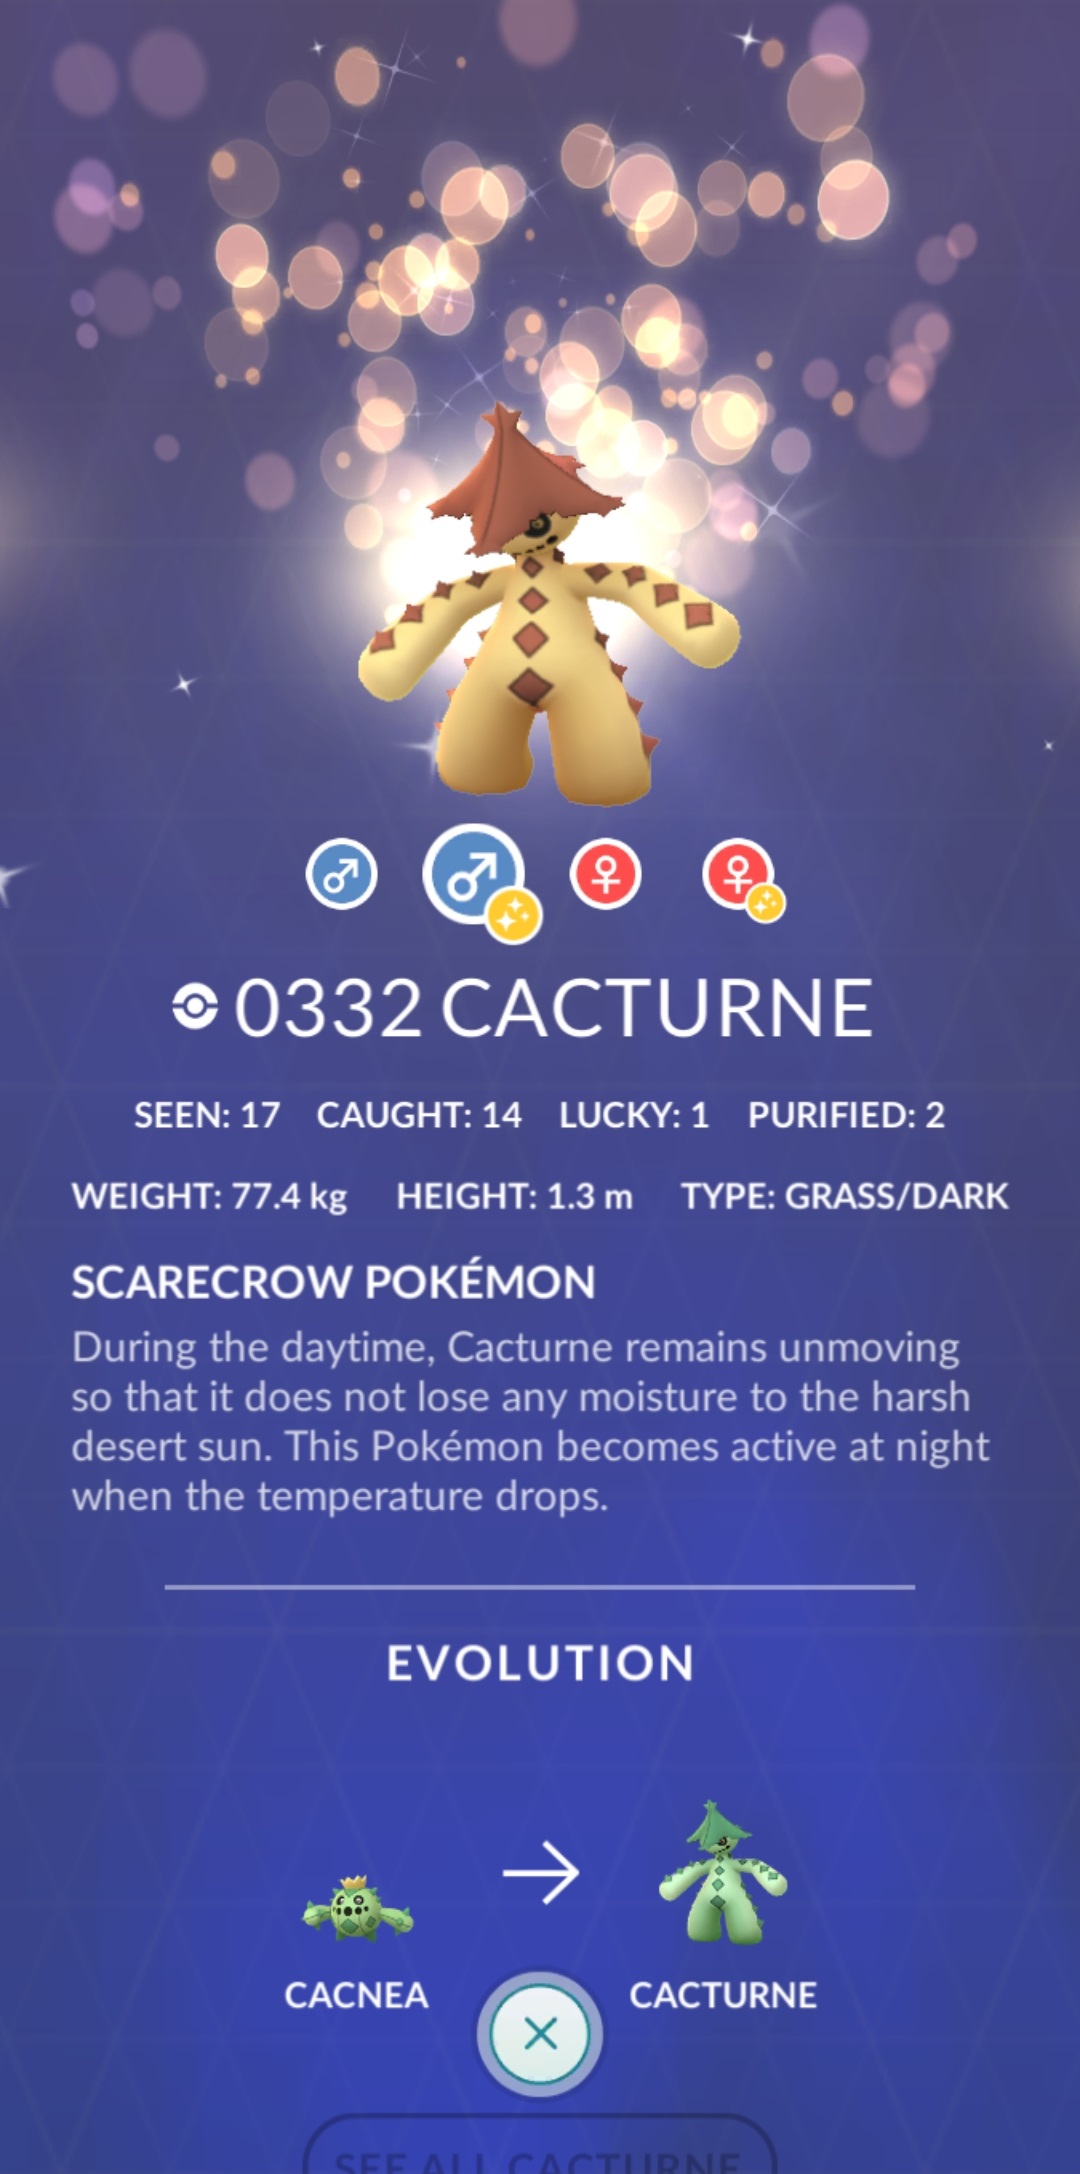 0332 CACTURNE
SEEN: 17 CAUGHT: 14 LUCKY: 1 PURIFIED: 2
WEIGHT: 77.4 kg HEIGHT: 1.3 m TYPE: GRASS/DARK
SCARECROW POKÉMON
During the daytime, Cacturne remains unmoving
so that it does not lose any moisture to the harsh
desert sun. This Pokémon becomes active at night
when the temperature drops.
EVOLUTION
CACNEA CACTURNE
SEE ALL CACTURNE